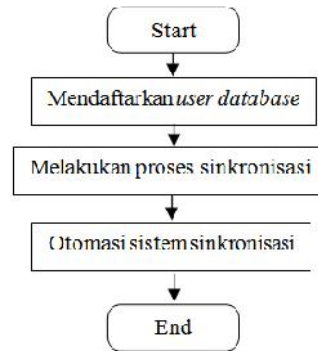 Start
Mendaftarkan user database
Melakukan proses sinkronisasi
Otomasi sistem sinkronisasi
End